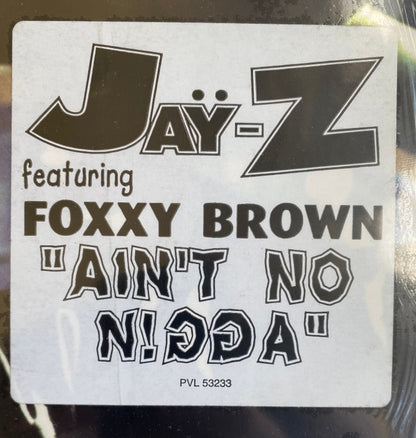 JAŸ-Z
featuring
FOXXY BROWN
"AIN'T NO
N!GGA"
PVL 53233